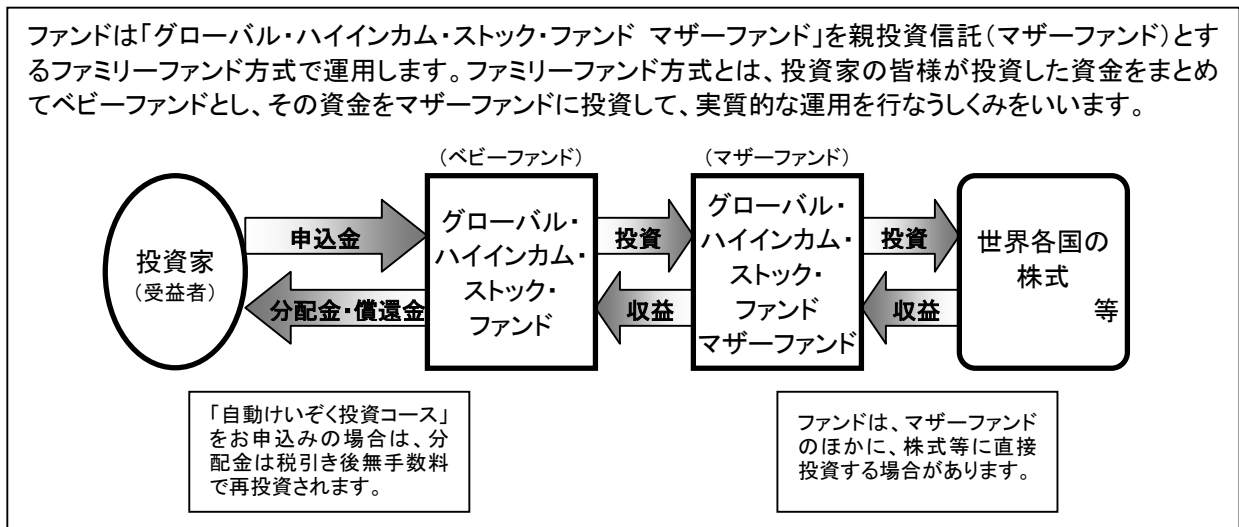 ファンドは「グローバル・ハイインカム・ストック・ファンド マザーファンド」を親投資信託(マザーファンド)とす
るファミリーファンド方式で運用します。ファミリーファンド方式とは、投資家の皆様が投資した資金をまとめ
てベビーファンドとし、その資金をマザーファンドに投資して、実質的な運用を行なうしくみをいいます。
(ベビーファンド)
(マザーファンド)
投資家
(受益者)
申込金
分配金・償還金
グローバル・
ハイインカム・
ストック・
ファンド
投資
収益
グローバル・
ハイインカム・
ストック・
ファンド
マザーファンド
投資
収益
世界各国の
株式
等
「自動けいぞく投資コース」
をお申込みの場合は、分
配金は税引き後無手数料
で再投資されます。
ファンドは、マザーファンド
のほかに、株式等に直接
投資する場合があります。